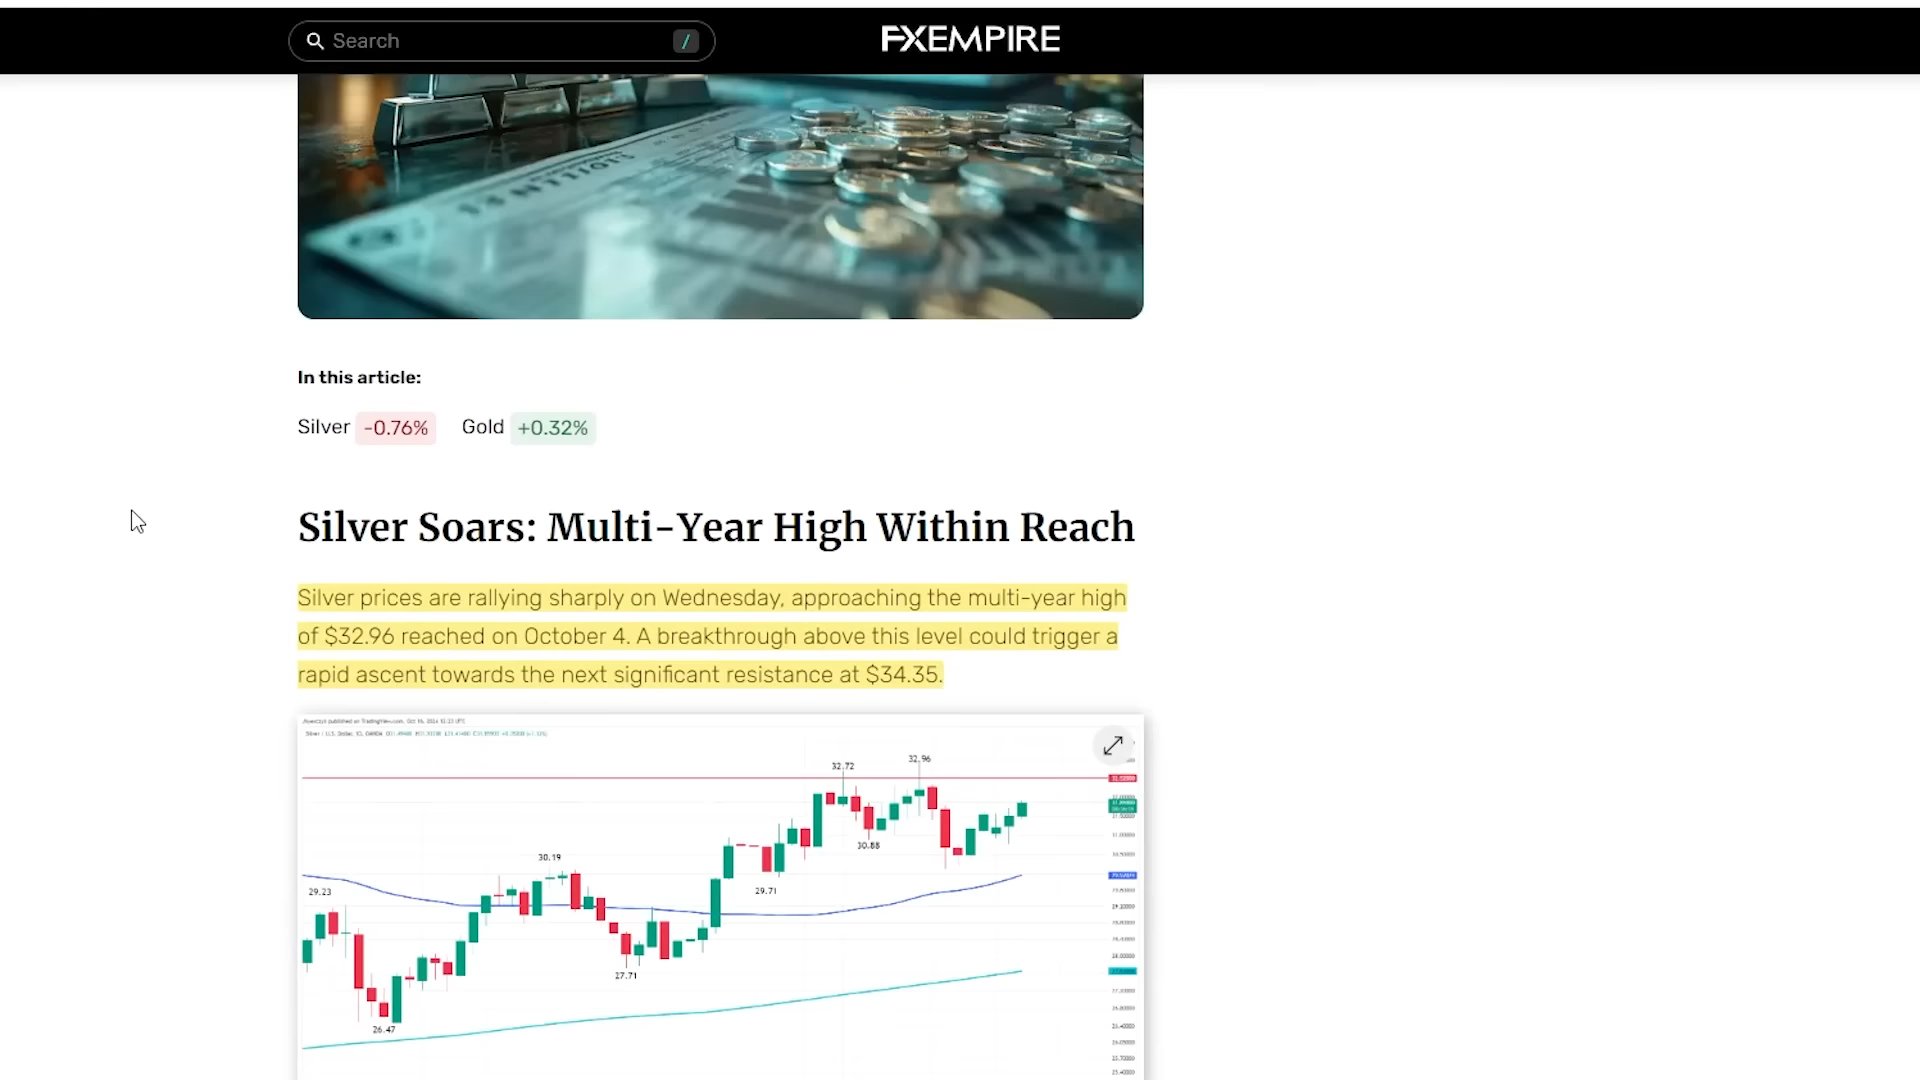 Search
/
FXEMPIRE
In this article:
Silver -0.76% Gold +0.32%
Silver Soars: Multi-Year High Within Reach
Silver prices are rallying sharply on Wednesday, approaching the multi-year high
of $32.96 reached on October 4. A breakthrough above this level could trigger a
rapid ascent towards the next significant resistance at $34.35.
32.72
32.96
30.88
30.19
29.71
29.23
27.71
26.47